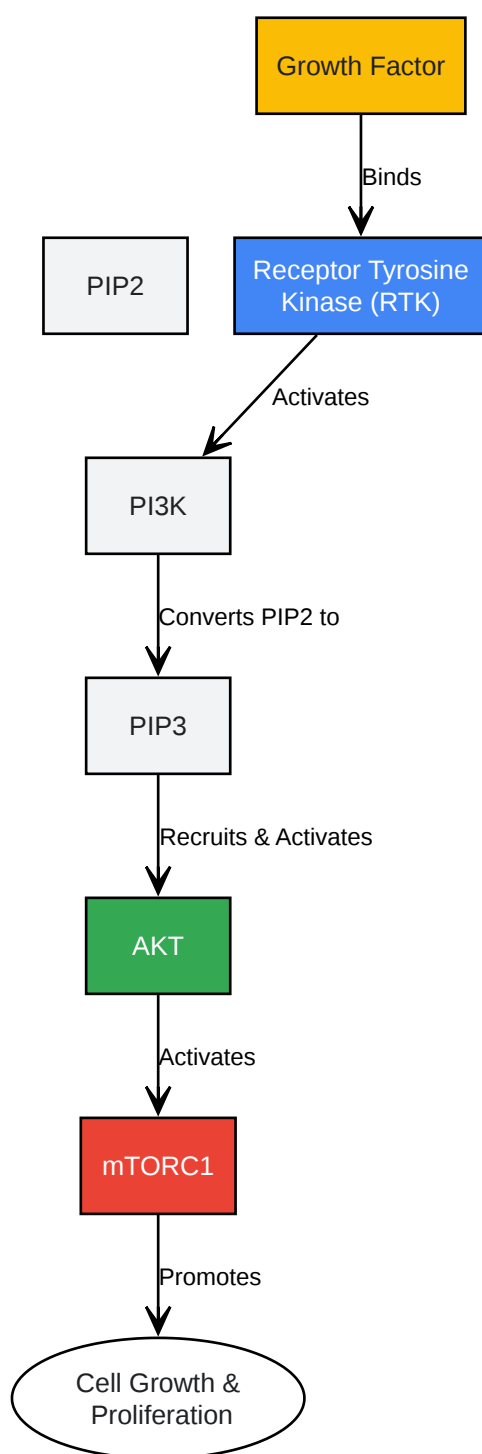 Growth Factor
Binds
PIP2
Receptor Tyrosine
Kinase (RTK)
Activates
PI3K
Converts PIP2 to
PIP3
Recruits & Activates
AKT
Activates
mTORC1
Promotes
Cell Growth &
Proliferation